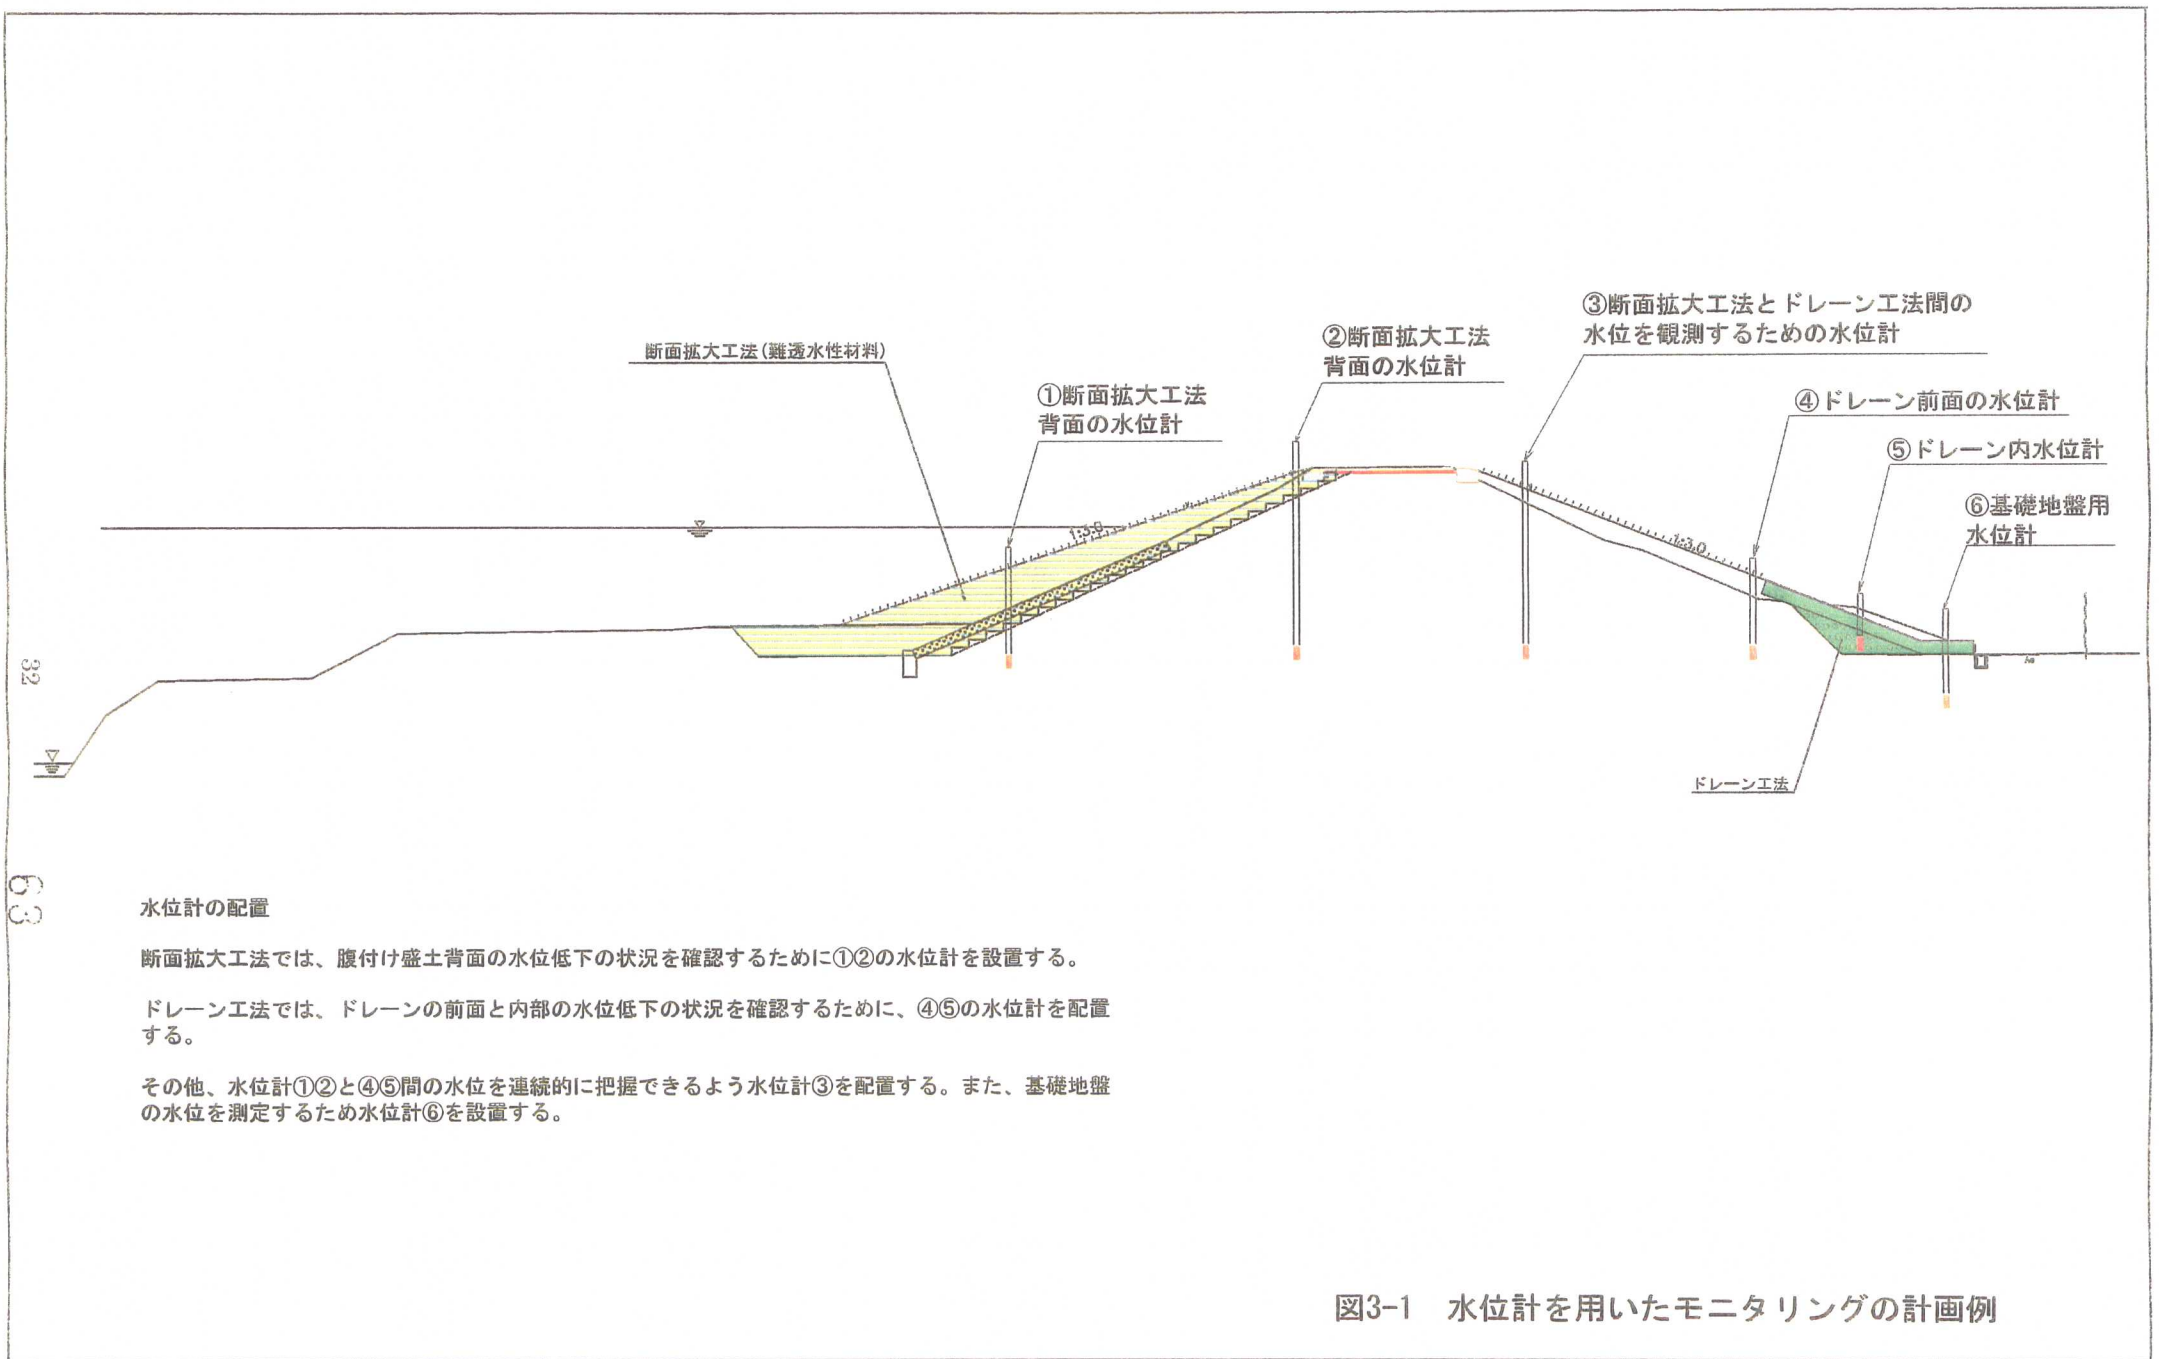 ③断面拡大工法とドレーン工法間の
水位を観測するための水位計
②断面拡大工法
背面の水位計
断面拡大工法(難透水性材料)
①断面拡大工法
背面の水位計
④ドレーン前面の水位計
⑤ドレーン内水位計
⑥基礎地盤用
水位計
1:3.0
1:3.0
ドレーン工法
32
63
水位計の配置
断面拡大工法では、腹付け盛土背面の水位低下の状況を確認するために①②の水位計を設置する。
ドレーン工法では、ドレーンの前面と内部の水位低下の状況を確認するために、④⑤の水位計を配置
する。
その他、水位計①②と④⑤間の水位を連続的に把握できるよう水位計③を配置する。また、基礎地盤
の水位を測定するため水位計⑥を設置する。
図3-1 水位計を用いたモニタリングの計画例